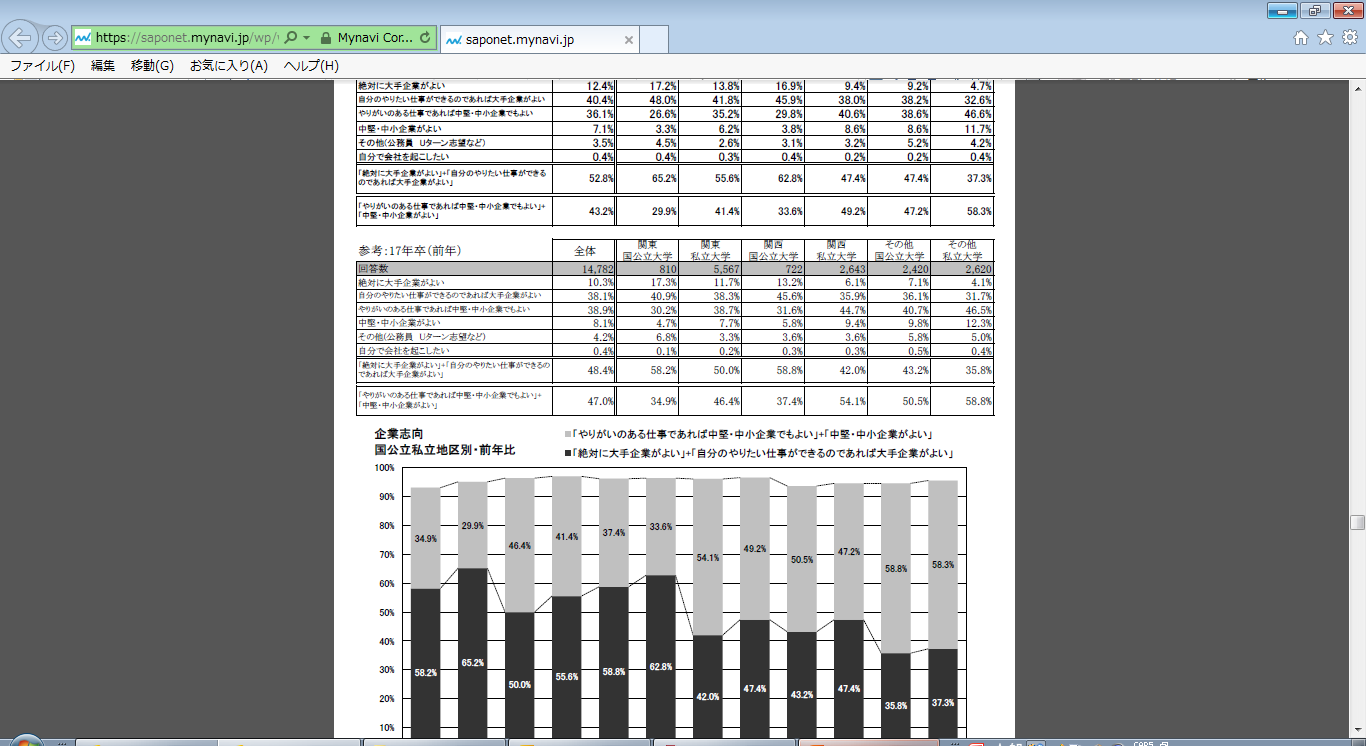 https://saponet.mynavi.jp/wp/
Mynavi Cor...
saponet.mynavi.jp
ファイル(F) 編集 移動(G) お気に入り(A) ヘルプ(H)
絶対に大手企業がよい 12.4% 17.2% 13.8% 16.9% 9.4% 9.2% 4.7%
自分のやりたい仕事ができるのであれば大手企業がよい 40.4% 48.0% 41.8% 45.9% 38.0% 38.2% 32.6%
やりがいのある仕事であれば中堅・中小企業でもよい 36.1% 26.6% 35.2% 29.8% 40.6% 38.6% 46.6%
中堅・中小企業がよい 7.1% 3.3% 6.2% 3.8% 8.6% 8.6% 11.7%
その他(公務員 Uターン志望など) 3.5% 4.5% 2.6% 3.1% 3.2% 5.2% 4.2%
自分で会社を起こしたい 0.4% 0.4% 0.3% 0.4% 0.2% 0.2% 0.4%
「絶対に大手企業がよい」+「自分のやりたい仕事ができる
のであれば大手企業がよい」 52.8% 65.2% 55.6% 62.8% 47.4% 47.4% 37.3%
「やりがいのある仕事であれば中堅・中小企業でもよい」+
「中堅・中小企業がよい」 43.2% 29.9% 41.4% 33.6% 49.2% 47.2% 58.3%
参考:17年卒(前年) 全体 関東 関東 関西 関西 その他 その他
国公立大学 私立大学 国公立大学 私立大学 国公立大学 私立大学
回答数 14,782 810 5,567 722 2,643 2,420 2,620
絶対に大手企業がよい 10.3% 17.3% 11.7% 13.2% 6.1% 7.1% 4.1%
自分のやりたい仕事ができるのであれば大手企業がよい 38.1% 40.9% 38.3% 45.6% 35.9% 36.1% 31.7%
やりがいのある仕事であれば中堅・中小企業でもよい 38.9% 30.2% 38.7% 31.6% 44.7% 40.7% 46.5%
中堅・中小企業がよい 8.1% 4.7% 7.7% 5.8% 9.4% 9.8% 12.3%
その他(公務員 Uターン志望など) 4.2% 6.8% 3.3% 3.6% 3.6% 5.8% 5.0%
自分で会社を起こしたい 0.4% 0.1% 0.2% 0.3% 0.3% 0.5% 0.4%
「絶対に大手企業がよい」+「自分のやりたい仕事ができるの
であれば大手企業がよい」 48.4% 58.2% 50.0% 58.8% 42.0% 43.2% 35.8%
「やりがいのある仕事であれば中堅・中小企業でもよい」+
「中堅・中小企業がよい」 47.0% 34.9% 46.4% 37.4% 54.1% 50.5% 58.8%
企業志向
国公立私立地区別・前年比
「やりがいのある仕事であれば中堅・中小企業でもよい」+「中堅・中小企業がよい」
「絶対に大手企業がよい」+「自分のやりたい仕事ができるのであれば大手企業がよい」
100%
90%
80%
70%
60%
50%
40%
30%
20%
10%
34.9% 29.9% 46.4% 41.4% 37.4% 33.6% 54.1% 49.2% 50.5% 47.2% 58.8% 58.3%
58.2% 65.2% 50.0% 55.6% 58.8% 62.8% 42.0% 47.4% 43.2% 47.4% 35.8% 37.3%